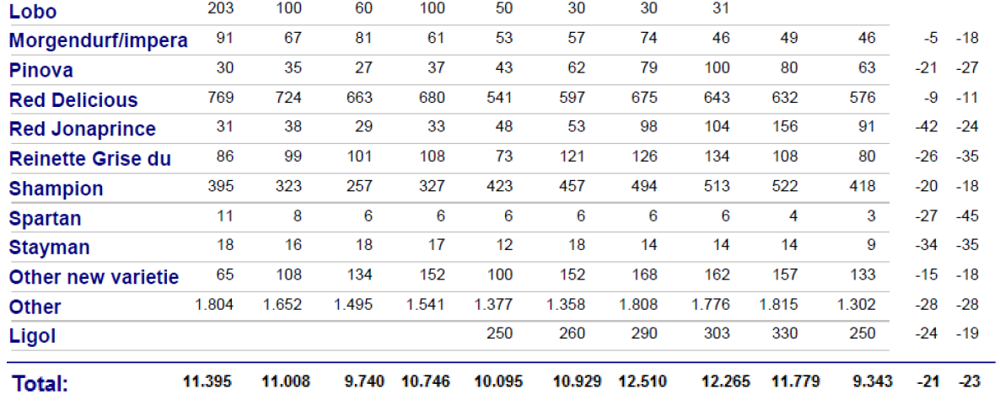 Lobo 203 100 60 100 50 30 30 31
Morgendurf/impera 91 67 81 61 53 57 74 46 49 46 -5 -18
Pinova 30 35 27 37 43 62 79 100 80 63 -21 -27
Red Delicious 769 724 663 680 541 597 675 643 632 576 -9 -11
Red Jonaprince 31 38 29 33 48 53 98 104 156 91 -42 -24
Reinette Grise du 86 99 101 108 73 121 126 134 108 80 -26 -35
Shampion 395 323 257 327 423 457 494 513 522 418 -20 -18
Spartan 11 8 6 6 6 6 6 6 4 3 -27 -45
Stayman 18 16 18 17 12 18 14 14 14 9 -34 -35
Other new varietie 65 108 134 152 100 152 168 162 157 133 -15 -18
Other 1.804 1.652 1.495 1.541 1.377 1.358 1.808 1.776 1.815 1.302 -28 -28
Ligol 250 260 290 303 330 250 -24 -19
Total: 11.395 11.008 9.740 10.746 10.095 10.929 12.510 12.265 11.779 9.343 -21 -23